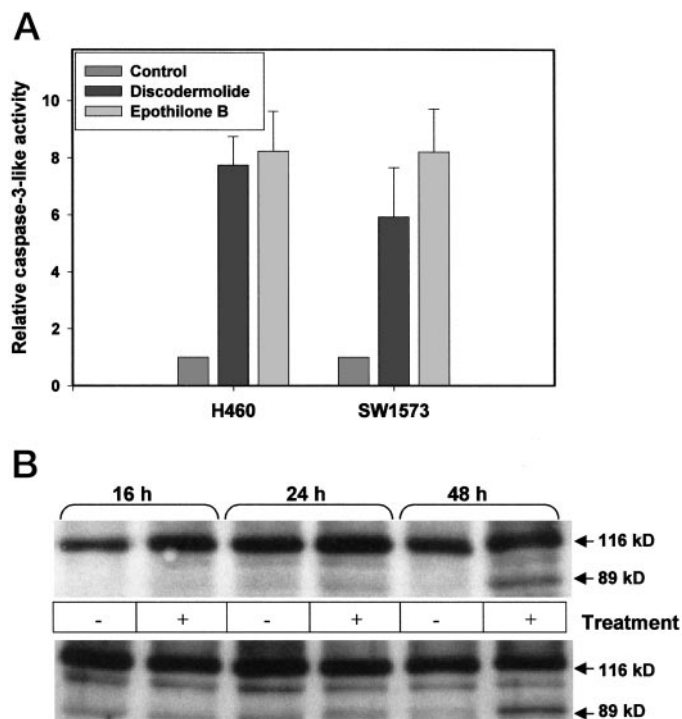 A
Relative caspase-3-like activity
Control
Discodermolide
Epothilone B
10
8
6
4
2
0
H460 SW1573
B
16 h 24 h 48 h
116 kD
89 kD
- + - + - + Treatment
116 kD
89 kD